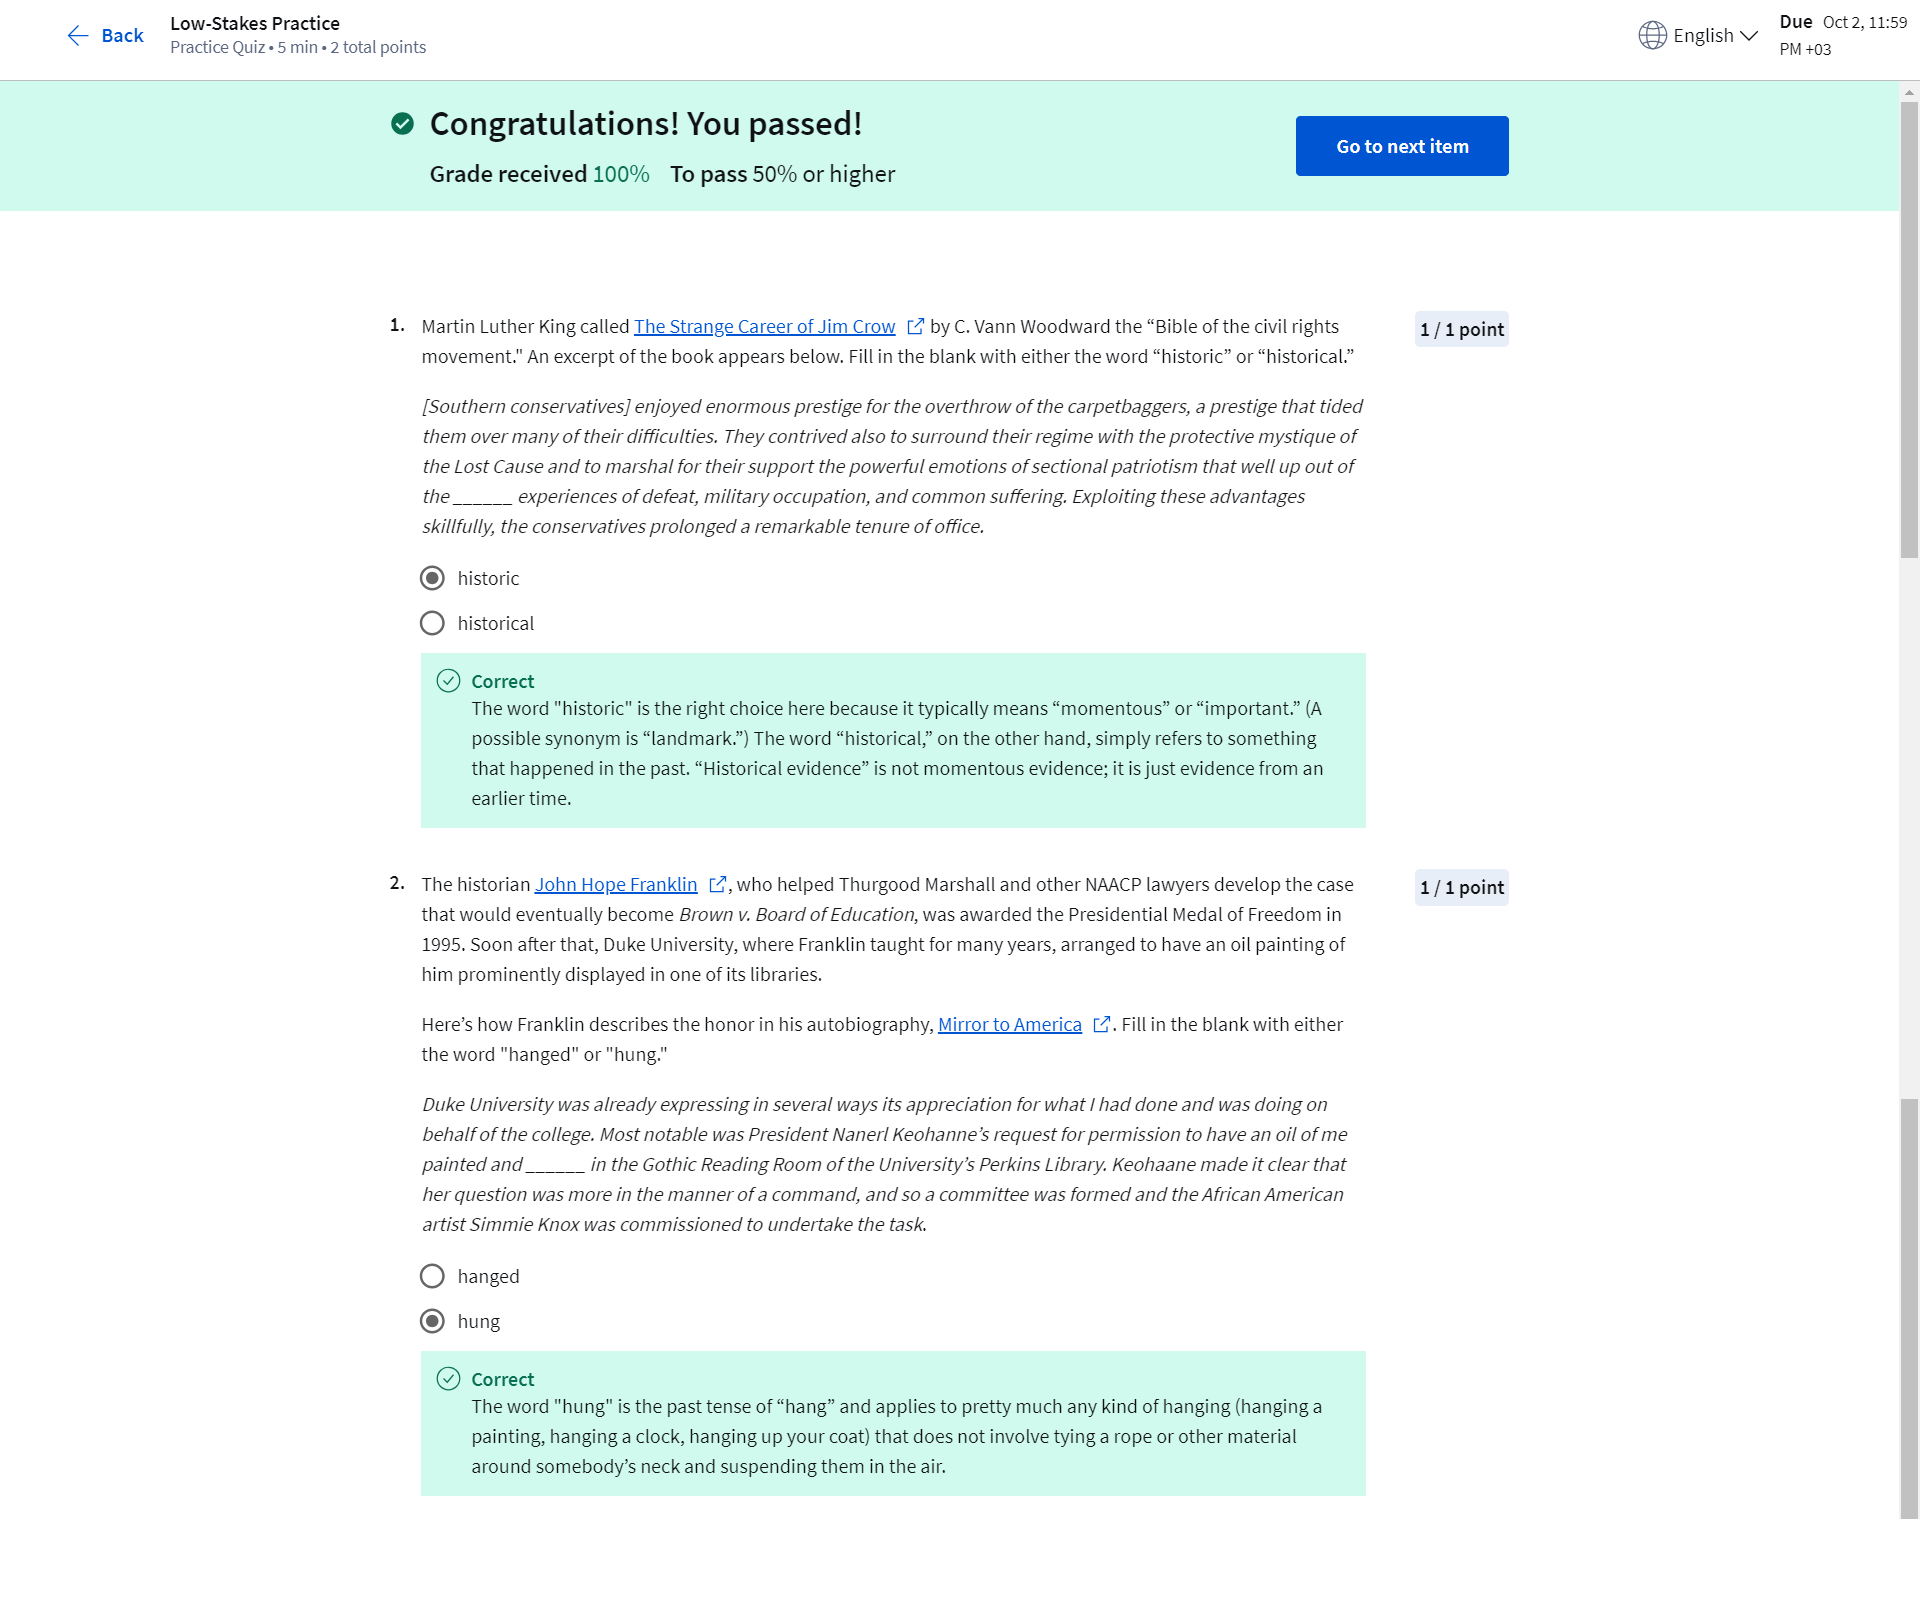 Back
Low-Stakes Practice
Practice Quiz • 5 min • 2 total points
English
Due Oct 2, 11:59
PM +03
Congratulations! You passed!
Grade received 100% To pass 50% or higher
Go to next item
1. Martin Luther King called The Strange Career of Jim Crow by C. Vann Woodward the “Bible of the civil rights
movement." An excerpt of the book appears below. Fill in the blank with either the word “historic” or “historical.”
1 / 1 point
[Southern conservatives] enjoyed enormous prestige for the overthrow of the carpetbaggers, a prestige that tided
them over many of their difficulties. They contrived also to surround their regime with the protective mystique of
the Lost Cause and to marshal for their support the powerful emotions of sectional patriotism that well up out of
the ______ experiences of defeat, military occupation, and common suffering. Exploiting these advantages
skillfully, the conservatives prolonged a remarkable tenure of office.
historic
historical
Correct
The word "historic" is the right choice here because it typically means “momentous” or “important.” (A
possible synonym is “landmark.”) The word “historical,” on the other hand, simply refers to something
that happened in the past. “Historical evidence” is not momentous evidence; it is just evidence from an
earlier time.
2. The historian John Hope Franklin , who helped Thurgood Marshall and other NAACP lawyers develop the case
that would eventually become Brown v. Board of Education, was awarded the Presidential Medal of Freedom in
1995. Soon after that, Duke University, where Franklin taught for many years, arranged to have an oil painting of
him prominently displayed in one of its libraries.
1 / 1 point
Here’s how Franklin describes the honor in his autobiography, Mirror to America . Fill in the blank with either
the word "hanged" or "hung."
Duke University was already expressing in several ways its appreciation for what I had done and was doing on
behalf of the college. Most notable was President Nanerl Keohanne’s request for permission to have an oil of me
painted and ______ in the Gothic Reading Room of the University’s Perkins Library. Keohaane made it clear that
her question was more in the manner of a command, and so a committee was formed and the African American
artist Simmie Knox was commissioned to undertake the task.
hanged
hung
Correct
The word "hung" is the past tense of “hang” and applies to pretty much any kind of hanging (hanging a
painting, hanging a clock, hanging up your coat) that does not involve tying a rope or other material
around somebody’s neck and suspending them in the air.